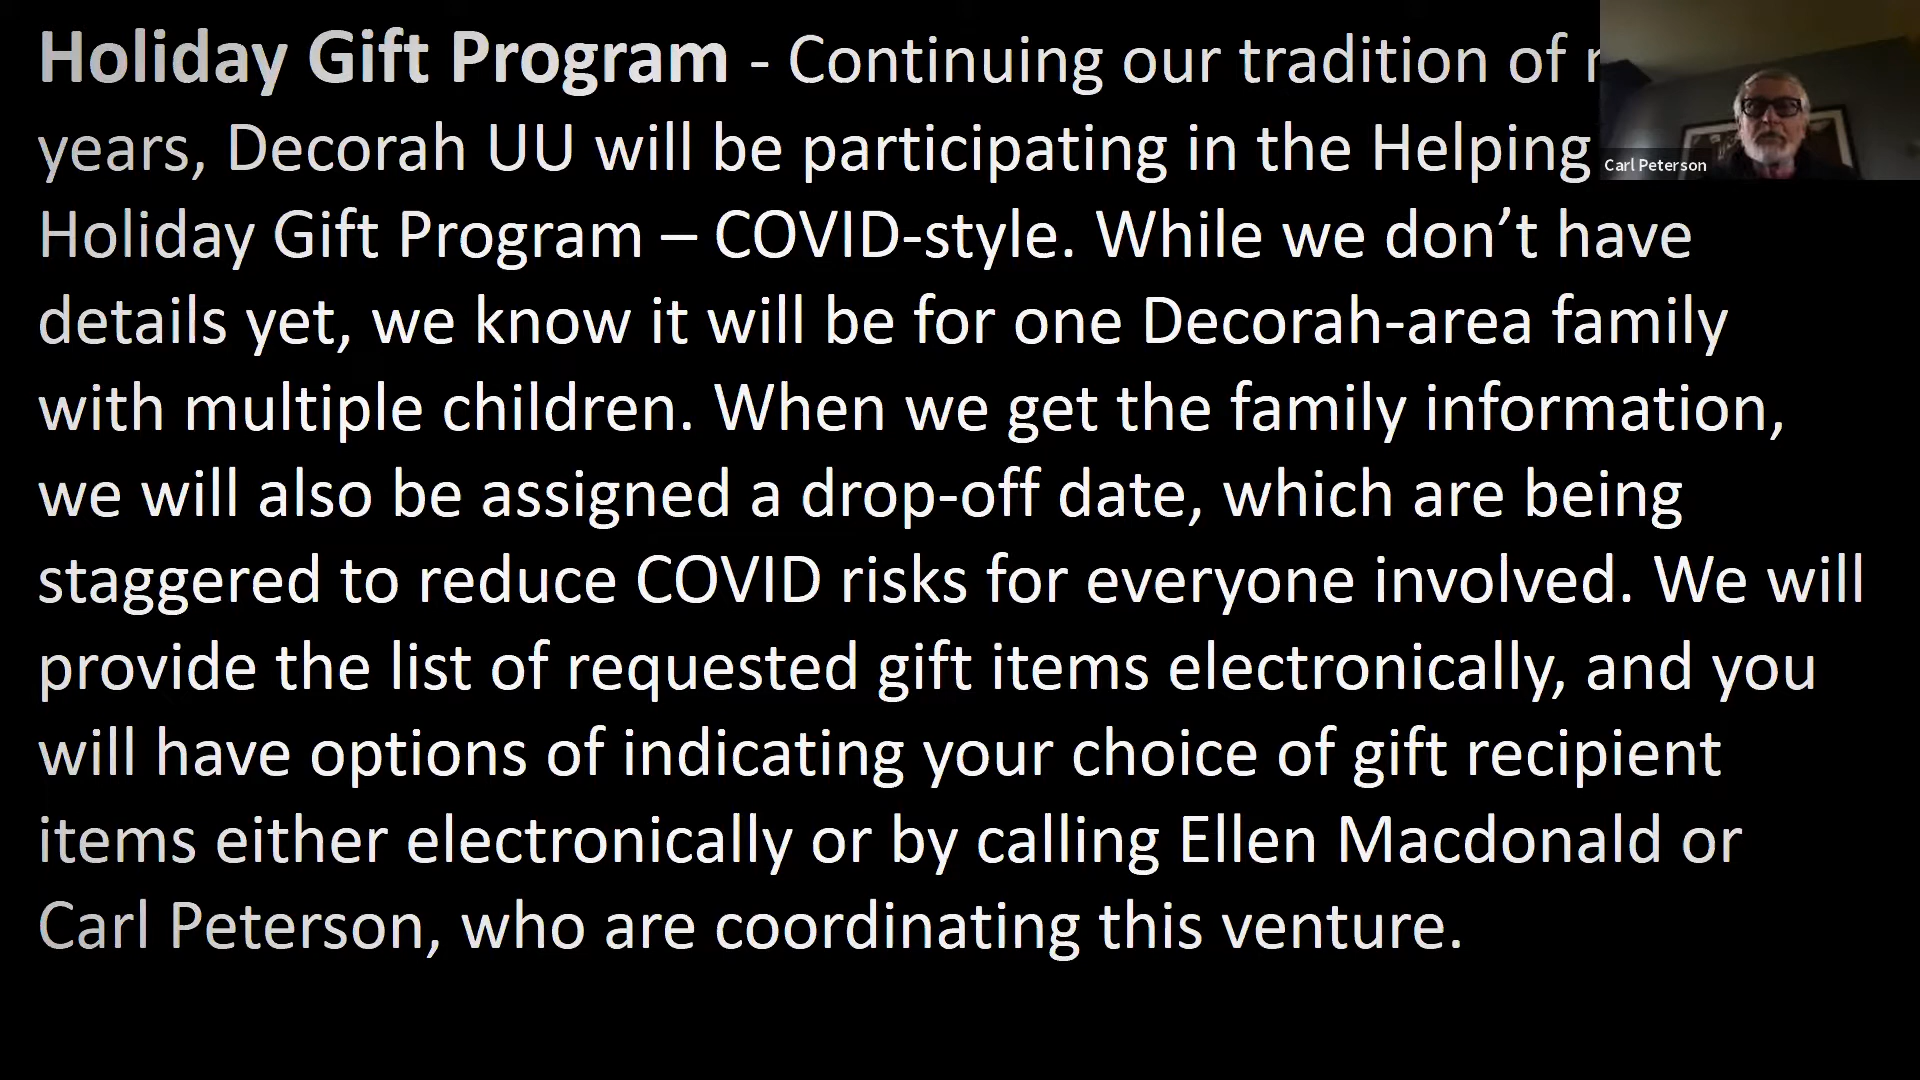 Holiday Gift Program - Continuing our tradition of
years, Decorah UU will be participating in the Helping
Holiday Gift Program – COVID-style. While we don’t have
details yet, we know it will be for one Decorah-area family
with multiple children. When we get the family information,
we will also be assigned a drop-off date, which are being
staggered to reduce COVID risks for everyone involved. We will
provide the list of requested gift items electronically, and you
will have options of indicating your choice of gift recipient
items either electronically or by calling Ellen Macdonald or
Carl Peterson, who are coordinating this venture.
Carl Peterson